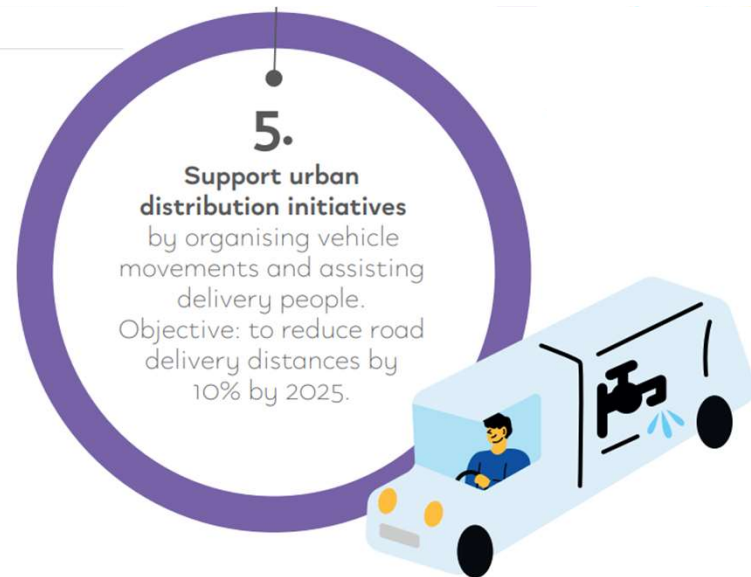 5.
Support urban
distribution initiatives
by organising vehicle
movements and assisting
delivery people.
Objective: to reduce road
delivery distances by
10% by 2025.